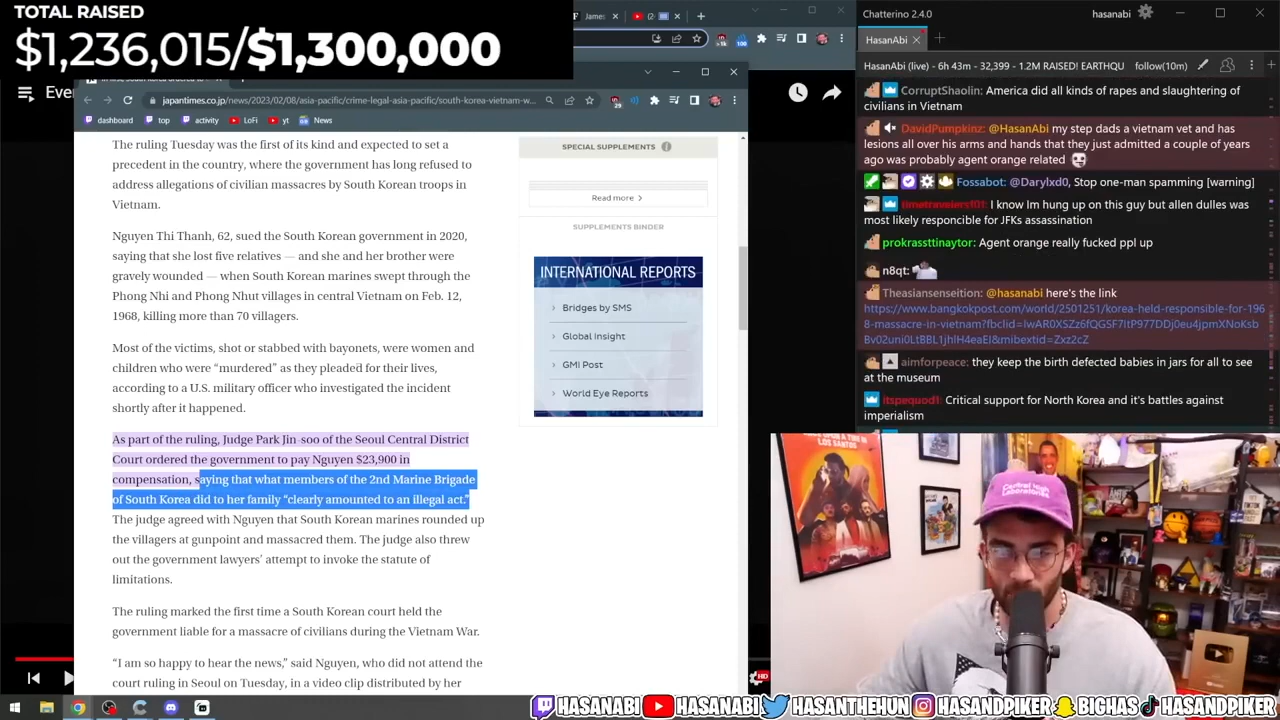 TOTAL RAISED
$1,236,015/$1,300,000
James
japantimes.co.jp/news/2023/02/08/asia-pacific/crime-legal-asia-pacific/south-korea-vietnam-w...
dashboard
top
activity
LoFi
yt
News
The ruling Tuesday was the first of its kind and expected to set a
precedent in the country, where the government has long refused to
address allegations of civilian massacres by South Korean troops in
Vietnam.
Nguyen Thi Thanh, 62, sued the South Korean government in 2020,
saying that she lost five relatives — and she and her brother were
gravely wounded — when South Korean marines swept through the
Phong Nhi and Phong Nhut villages in central Vietnam on Feb. 12,
1968, killing more than 70 villagers.
Most of the victims, shot or stabbed with bayonets, were women and
children who were “murdered” as they pleaded for their lives,
according to a U.S. military officer who investigated the incident
shortly after it happened.
As part of the ruling, Judge Park Jin-soo of the Seoul Central District
Court ordered the government to pay Nguyen $23,900 in
compensation, saying that what members of the 2nd Marine Brigade
of South Korea did to her family “clearly amounted to an illegal act.”
The judge agreed with Nguyen that South Korean marines rounded up
the villagers at gunpoint and massacred them. The judge also threw
out the government lawyers’ attempt to invoke the statute of
limitations.
The ruling marked the first time a South Korean court held the
government liable for a massacre of civilians during the Vietnam War.
“I am so happy to hear the news,” said Nguyen, who did not attend the
court ruling in Seoul on Tuesday, in a video clip distributed by her
SPECIAL SUPPLEMENTS
Read more
SUPPLEMENTS BINDER
INTERNATIONAL REPORTS
Bridges by SMS
Global Insight
GMI Post
World Eye Reports
Chatterino 2.4.0
hasanabi
HasanAbi
HasanAbi (live) - 6h 43m - 32,399 - 1.2M RAISED! EARTHQU
follow(10m)
CorruptShaolin: America did all kinds of rapes and slaughtering of
civilians in Vietnam
DavidPumpkinz: @HasanAbi my step dads a vietnam vet and has
lesions all over his arms and hands that they just admitted a couple of years
ago was probably agent orange related
Fossabot: @Darylxd0, Stop one-man spamming [warning]
timetravelers101: I know Im hung up on this guy but allen dulles was
most likely responcible for JFKs assassination
prokrassttinaytor: Agent orange really fucked ppl up
n8qt:
Theasiansenseition: @hasanabi here's the link
https://www.bangkokpost.com/world/2501251/korea-held-responsible-for-196
8-massacre-in-vietnam?fbclid=
aimforpeace: they keep the birth defected babies in jars for all to see
at the museum
itspequod1: Critical support for North Korea and it's battles against
imperialism
HD
HASANABI
HASANABI
HASANTHEHUN
HASANDPIKER
BIGHAS
HASANDPIKER